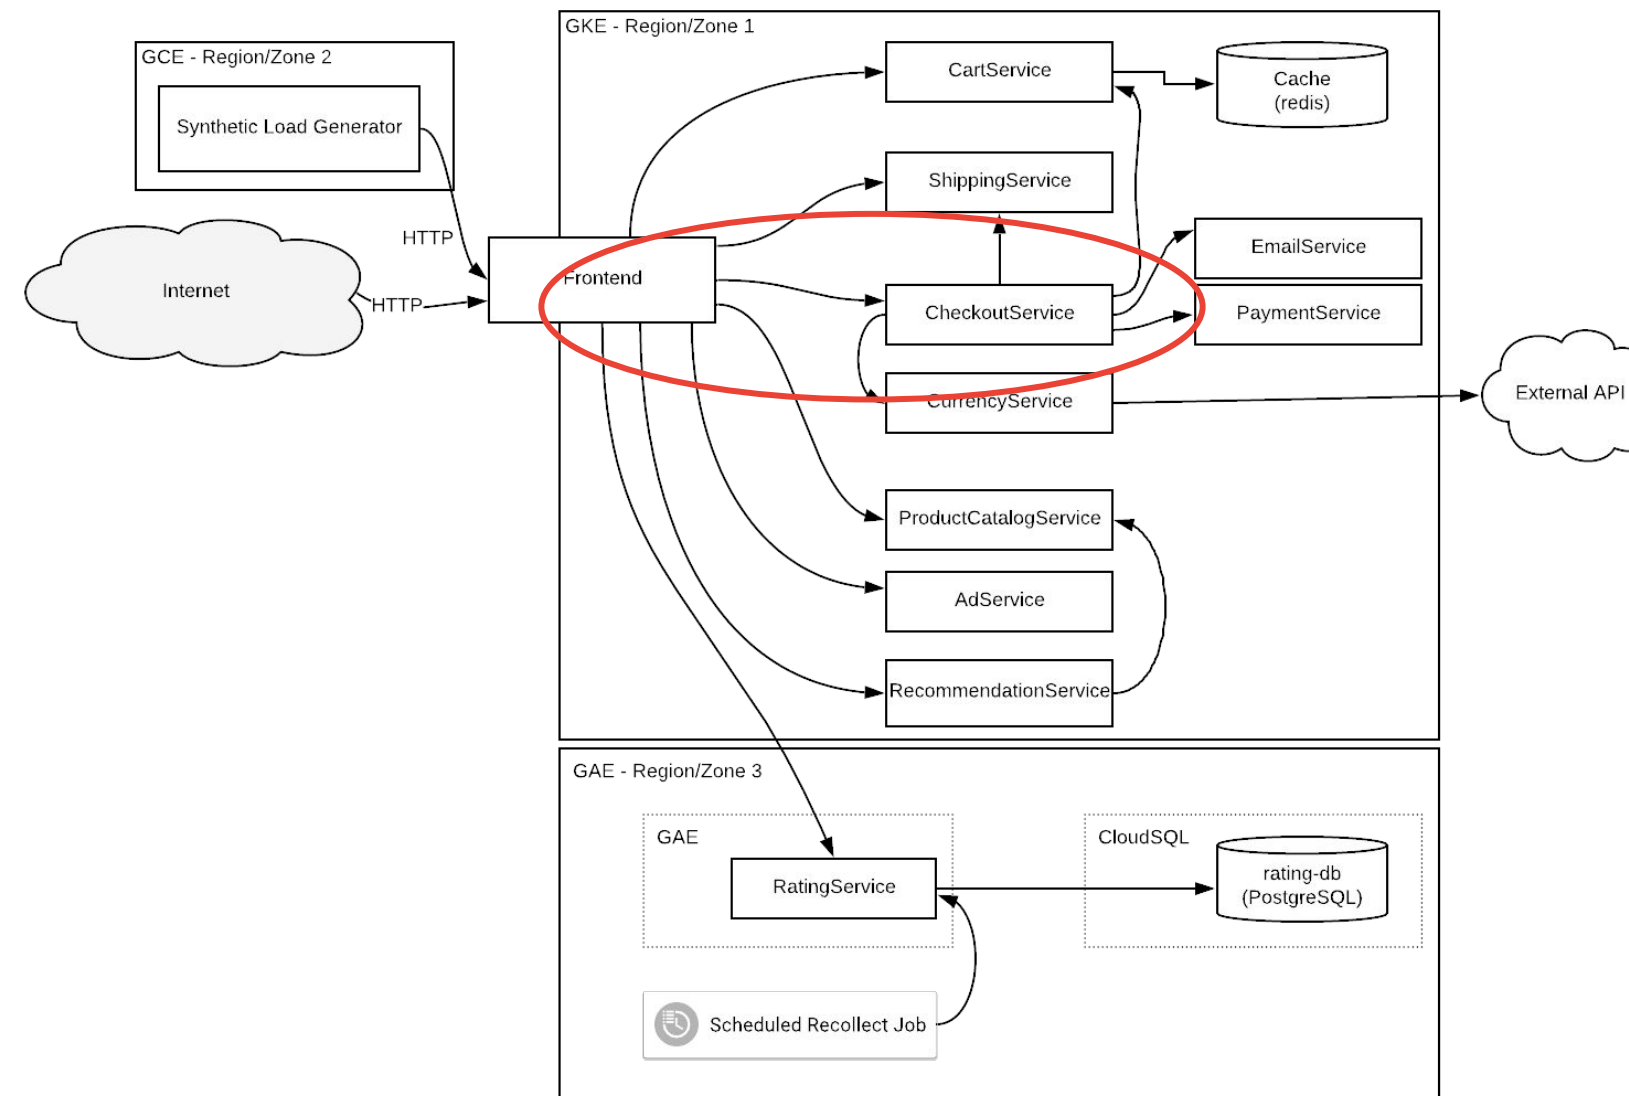 GKE - Region/Zone 1
GCE - Region/Zone 2
Synthetic Load Generator
CartService
Cache
(redis)
ShippingService
HTTP
EmailService
Internet
HTTP
Frontend
CheckoutService
PaymentService
CurrencyService
External API
ProductCatalogService
AdService
RecommendationService
GAE - Region/Zone 3
GAE
CloudSQL
RatingService
rating-db
(PostgreSQL)
Scheduled Recollect Job